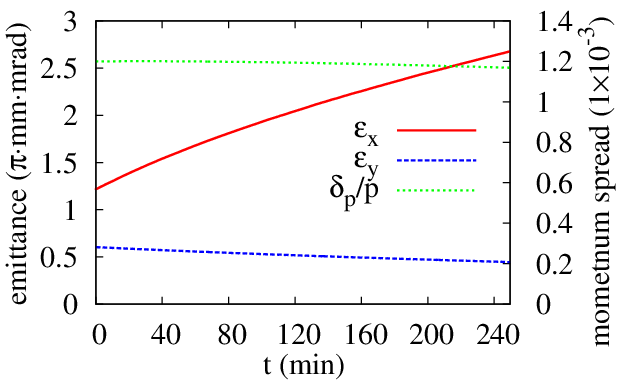 emittance (π·mm·mrad)
3
2.5
2
1.5
1
0.5
0
εx
εy
δp/p
1.4
1.2
1
0.8
0.6
0.4
0.2
0
mometnum spread (1×10-3)
0 40 80 120 160 200 240
t (min)